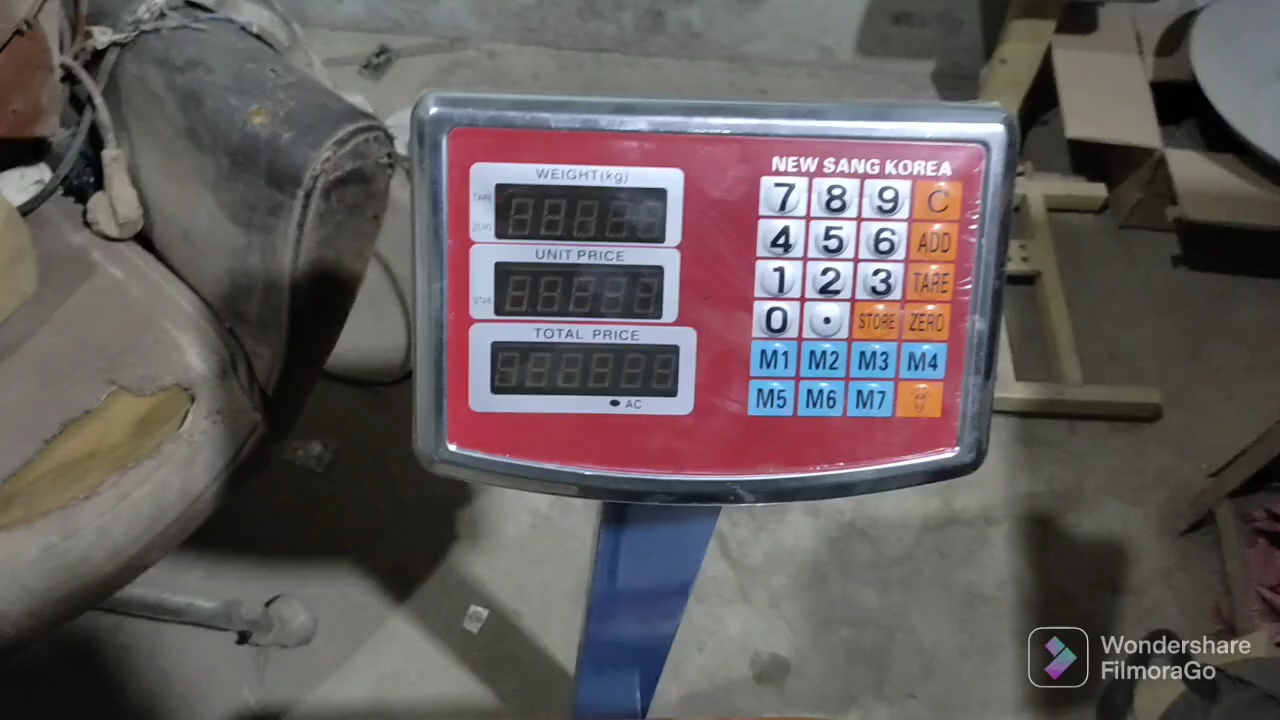 NEW SANG KOREA
WEIGHT(kg)
TARE
ZERO
UNIT PRICE
STAB
TOTAL PRICE
AC
7 8 9 C
4 5 6 ADD
1 2 3 TARE
0 . STORE ZERO
M1 M2 M3 M4
M5 M6 M7
Wondershare
FilmoraGo